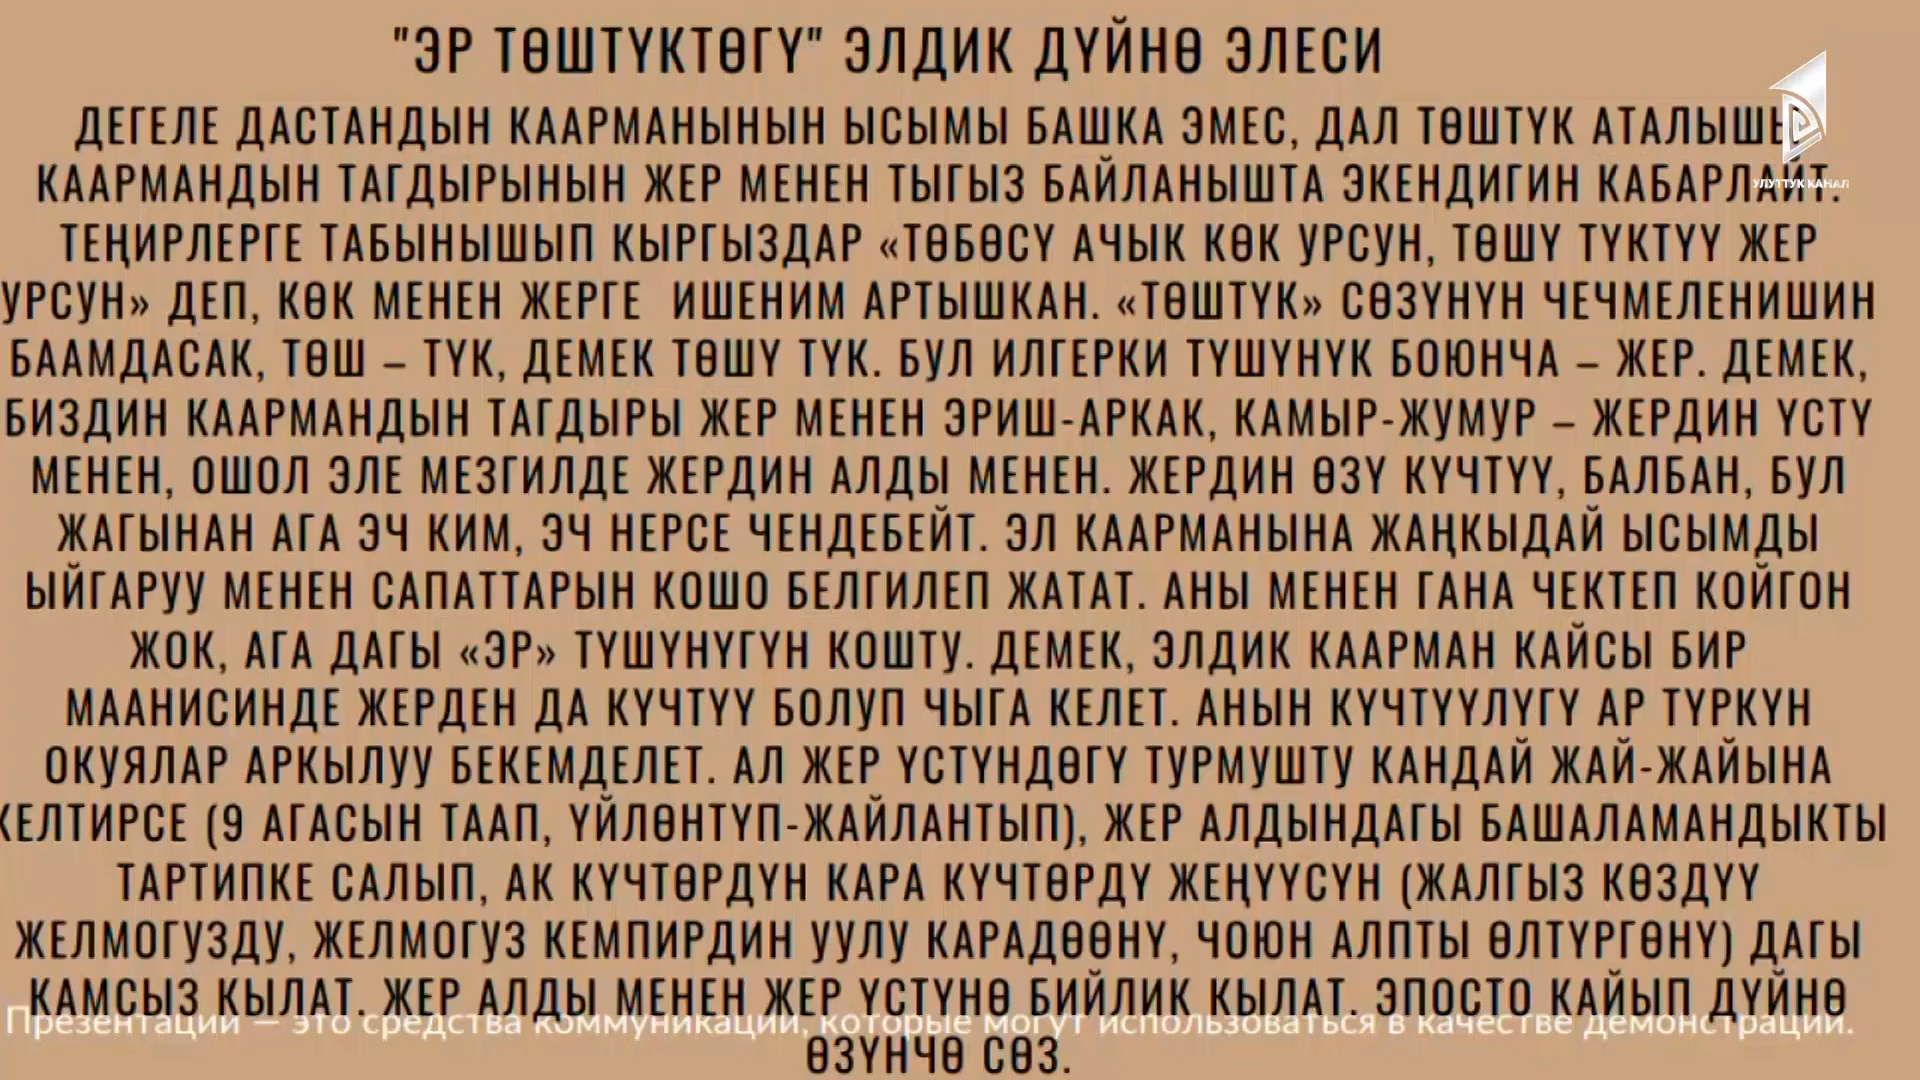 "ЭР ТӨШТҮКТӨГҮ" ЭЛДИК ДҮЙНӨ ЭЛЕСИ
ДЕГЕЛЕ ДАСТАНДЫН КААРМАНЫНЫН ЫСЫМЫ БАШКА ЭМЕС, ДАЛ ТӨШТҮК АТАЛЫШЫ
КААРМАНДЫН ТАГДЫРЫНЫН ЖЕР МЕНЕН ТЫГЫЗ БАЙЛАНЫШТА ЭКЕНДИГИН КАБАРЛАЙТ.
УЛУТТУК КАНАЛ
ТЕҢИРЛЕРГЕ ТАБЫНЫШЫП КЫРГЫЗДАР «ТӨБӨСҮ АЧЫК КӨК УРСУН, ТӨШҮ ТҮКТҮҮ ЖЕР
УРСУН» ДЕП, КӨК МЕНЕН ЖЕРГЕ ИШЕНИМ АРТЫШКАН. «ТӨШТҮК» СӨЗҮНҮН ЧЕЧМЕЛЕНИШИН
БААМДАСАК, ТӨШ – ТҮК, ДЕМЕК ТӨШҮ ТҮК. БУЛ ИЛГЕРКИ ТҮШҮНҮК БОЮНЧА – ЖЕР. ДЕМЕК,
БИЗДИН КААРМАНДЫН ТАГДЫРЫ ЖЕР МЕНЕН ЭРИШ-АРКАК, КАМЫР-ЖУМУР – ЖЕРДИН ҮСТҮ
МЕНЕН, ОШОЛ ЭЛЕ МЕЗГИЛДЕ ЖЕРДИН АЛДЫ МЕНЕН. ЖЕРДИН ӨЗҮ КҮЧТҮҮ, БАЛБАН, БУЛ
ЖАГЫНАН АГА ЭЧ КИМ, ЭЧ НЕРСЕ ЧЕНДЕБЕЙТ. ЭЛ КААРМАНЫНА ЖАҢКЫДАЙ ЫСЫМДЫ
ЫЙГАРУУ МЕНЕН САПАТТАРЫН КОШО БЕЛГИЛЕП ЖАТАТ. АНЫ МЕНЕН ГАНА ЧЕКТЕП КОЙГОН
ЖОК, АГА ДАГЫ «ЭР» ТҮШҮНҮГҮН КОШТУ. ДЕМЕК, ЭЛДИК КААРМАН КАЙСЫ БИР
МААНИСИНДЕ ЖЕРДЕН ДА КҮЧТҮҮ БОЛУП ЧЫГА КЕЛЕТ. АНЫН КҮЧТҮҮЛҮГҮ АР ТҮРКҮН
ОКУЯЛАР АРКЫЛУУ БЕКЕМДЕЛЕТ. АЛ ЖЕР ҮСТҮНДӨГҮ ТУРМУШТУ КАНДАЙ ЖАЙ-ЖАЙЫНА
КЕЛТИРСЕ (9 АГАСЫН ТААП, ҮЙЛӨНТҮП-ЖАЙЛАНТЫП), ЖЕР АЛДЫНДАГЫ БАШАЛАМАНДЫКТЫ
ТАРТИПКЕ САЛЫП, АК КҮЧТӨРДҮН КАРА КҮЧТӨРДҮ ЖЕҢҮҮСҮН (ЖАЛГЫЗ КӨЗДҮҮ
ЖЕЛМОГУЗДУ, ЖЕЛМОГУЗ КЕМПИРДИН УУЛУ КАРАДӨӨНҮ, ЧОЮН АЛПТЫ ӨЛТҮРГӨНҮ) ДАГЫ
КАМСЫЗ КЫЛАТ. ЖЕР АЛДЫ МЕНЕН ЖЕР ҮСТҮНӨ БИЙЛИК КЫЛАТ. ЭПОСТО КАЙЫП ДҮЙНӨ
Презентации — это средства коммуникации, которые могут использоваться в качестве демонстрации.
ӨЗҮНЧӨ СӨЗ.